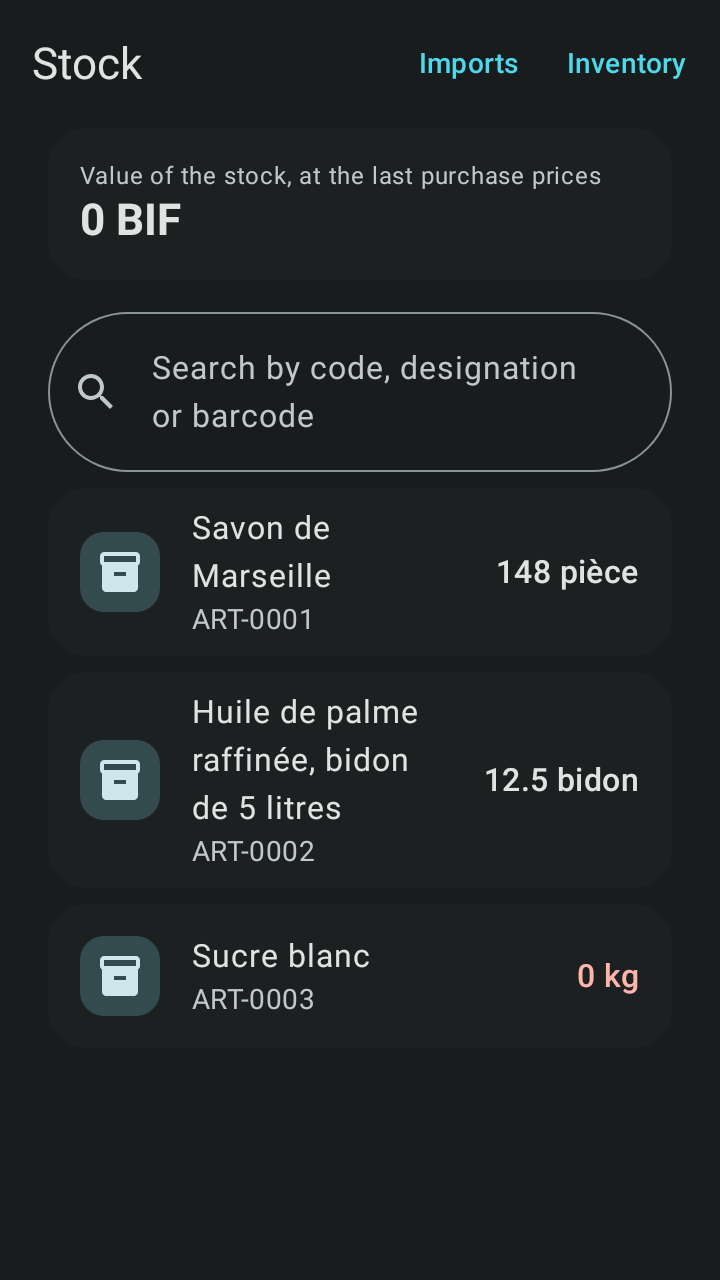 Stock
Imports
Inventory
Value of the stock, at the last purchase prices
0 BIF
Search by code, designation
or barcode
Savon de
Marseille
ART-0001
148 pièce
Huile de palme
raffinée, bidon
de 5 litres
ART-0002
12.5 bidon
Sucre blanc
ART-0003
0 kg